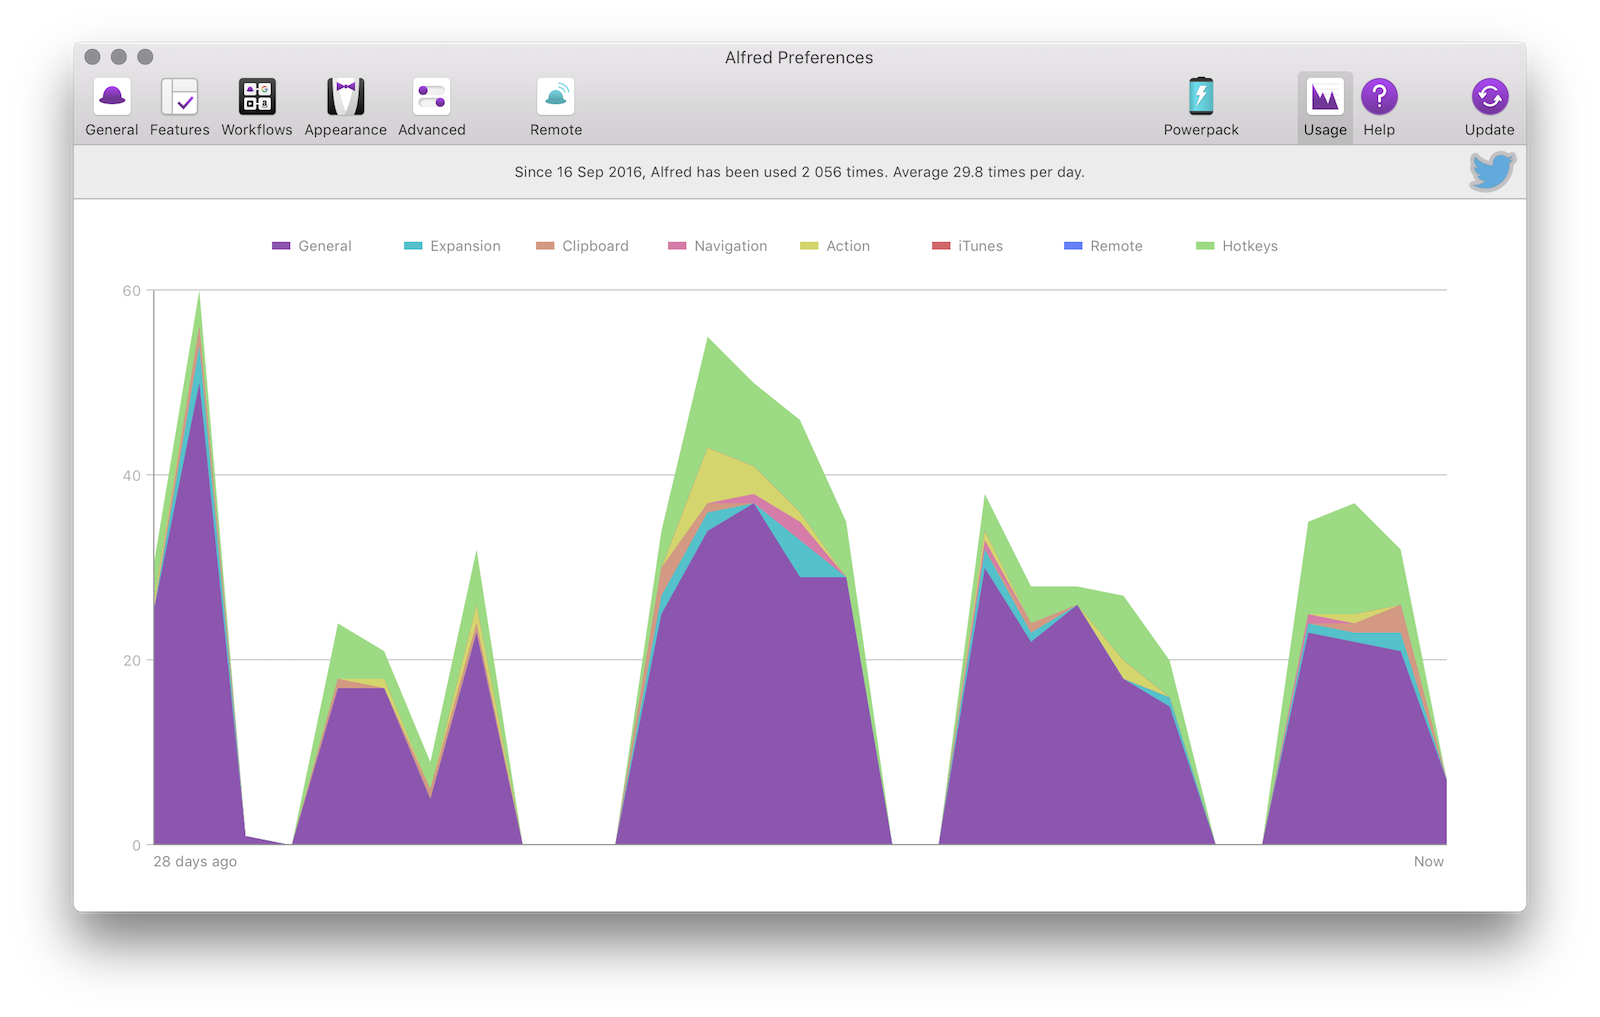 Alfred Preferences
General Features Workflows Appearance Advanced Remote Powerpack Usage Help Update
Since 16 Sep 2016, Alfred has been used 2 056 times. Average 29.8 times per day.
General Expansion Clipboard Navigation Action iTunes Remote Hotkeys
60
40
20
0
28 days ago Now